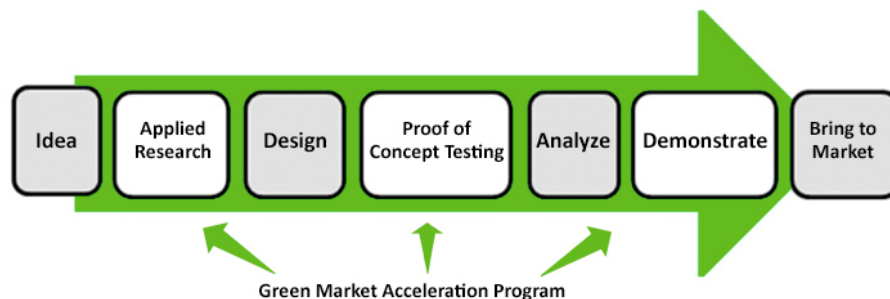 Idea
Applied
Research
Design
Proof of
Concept Testing
Analyze
Demonstrate
Bring to
Market
Green Market Acceleration Program